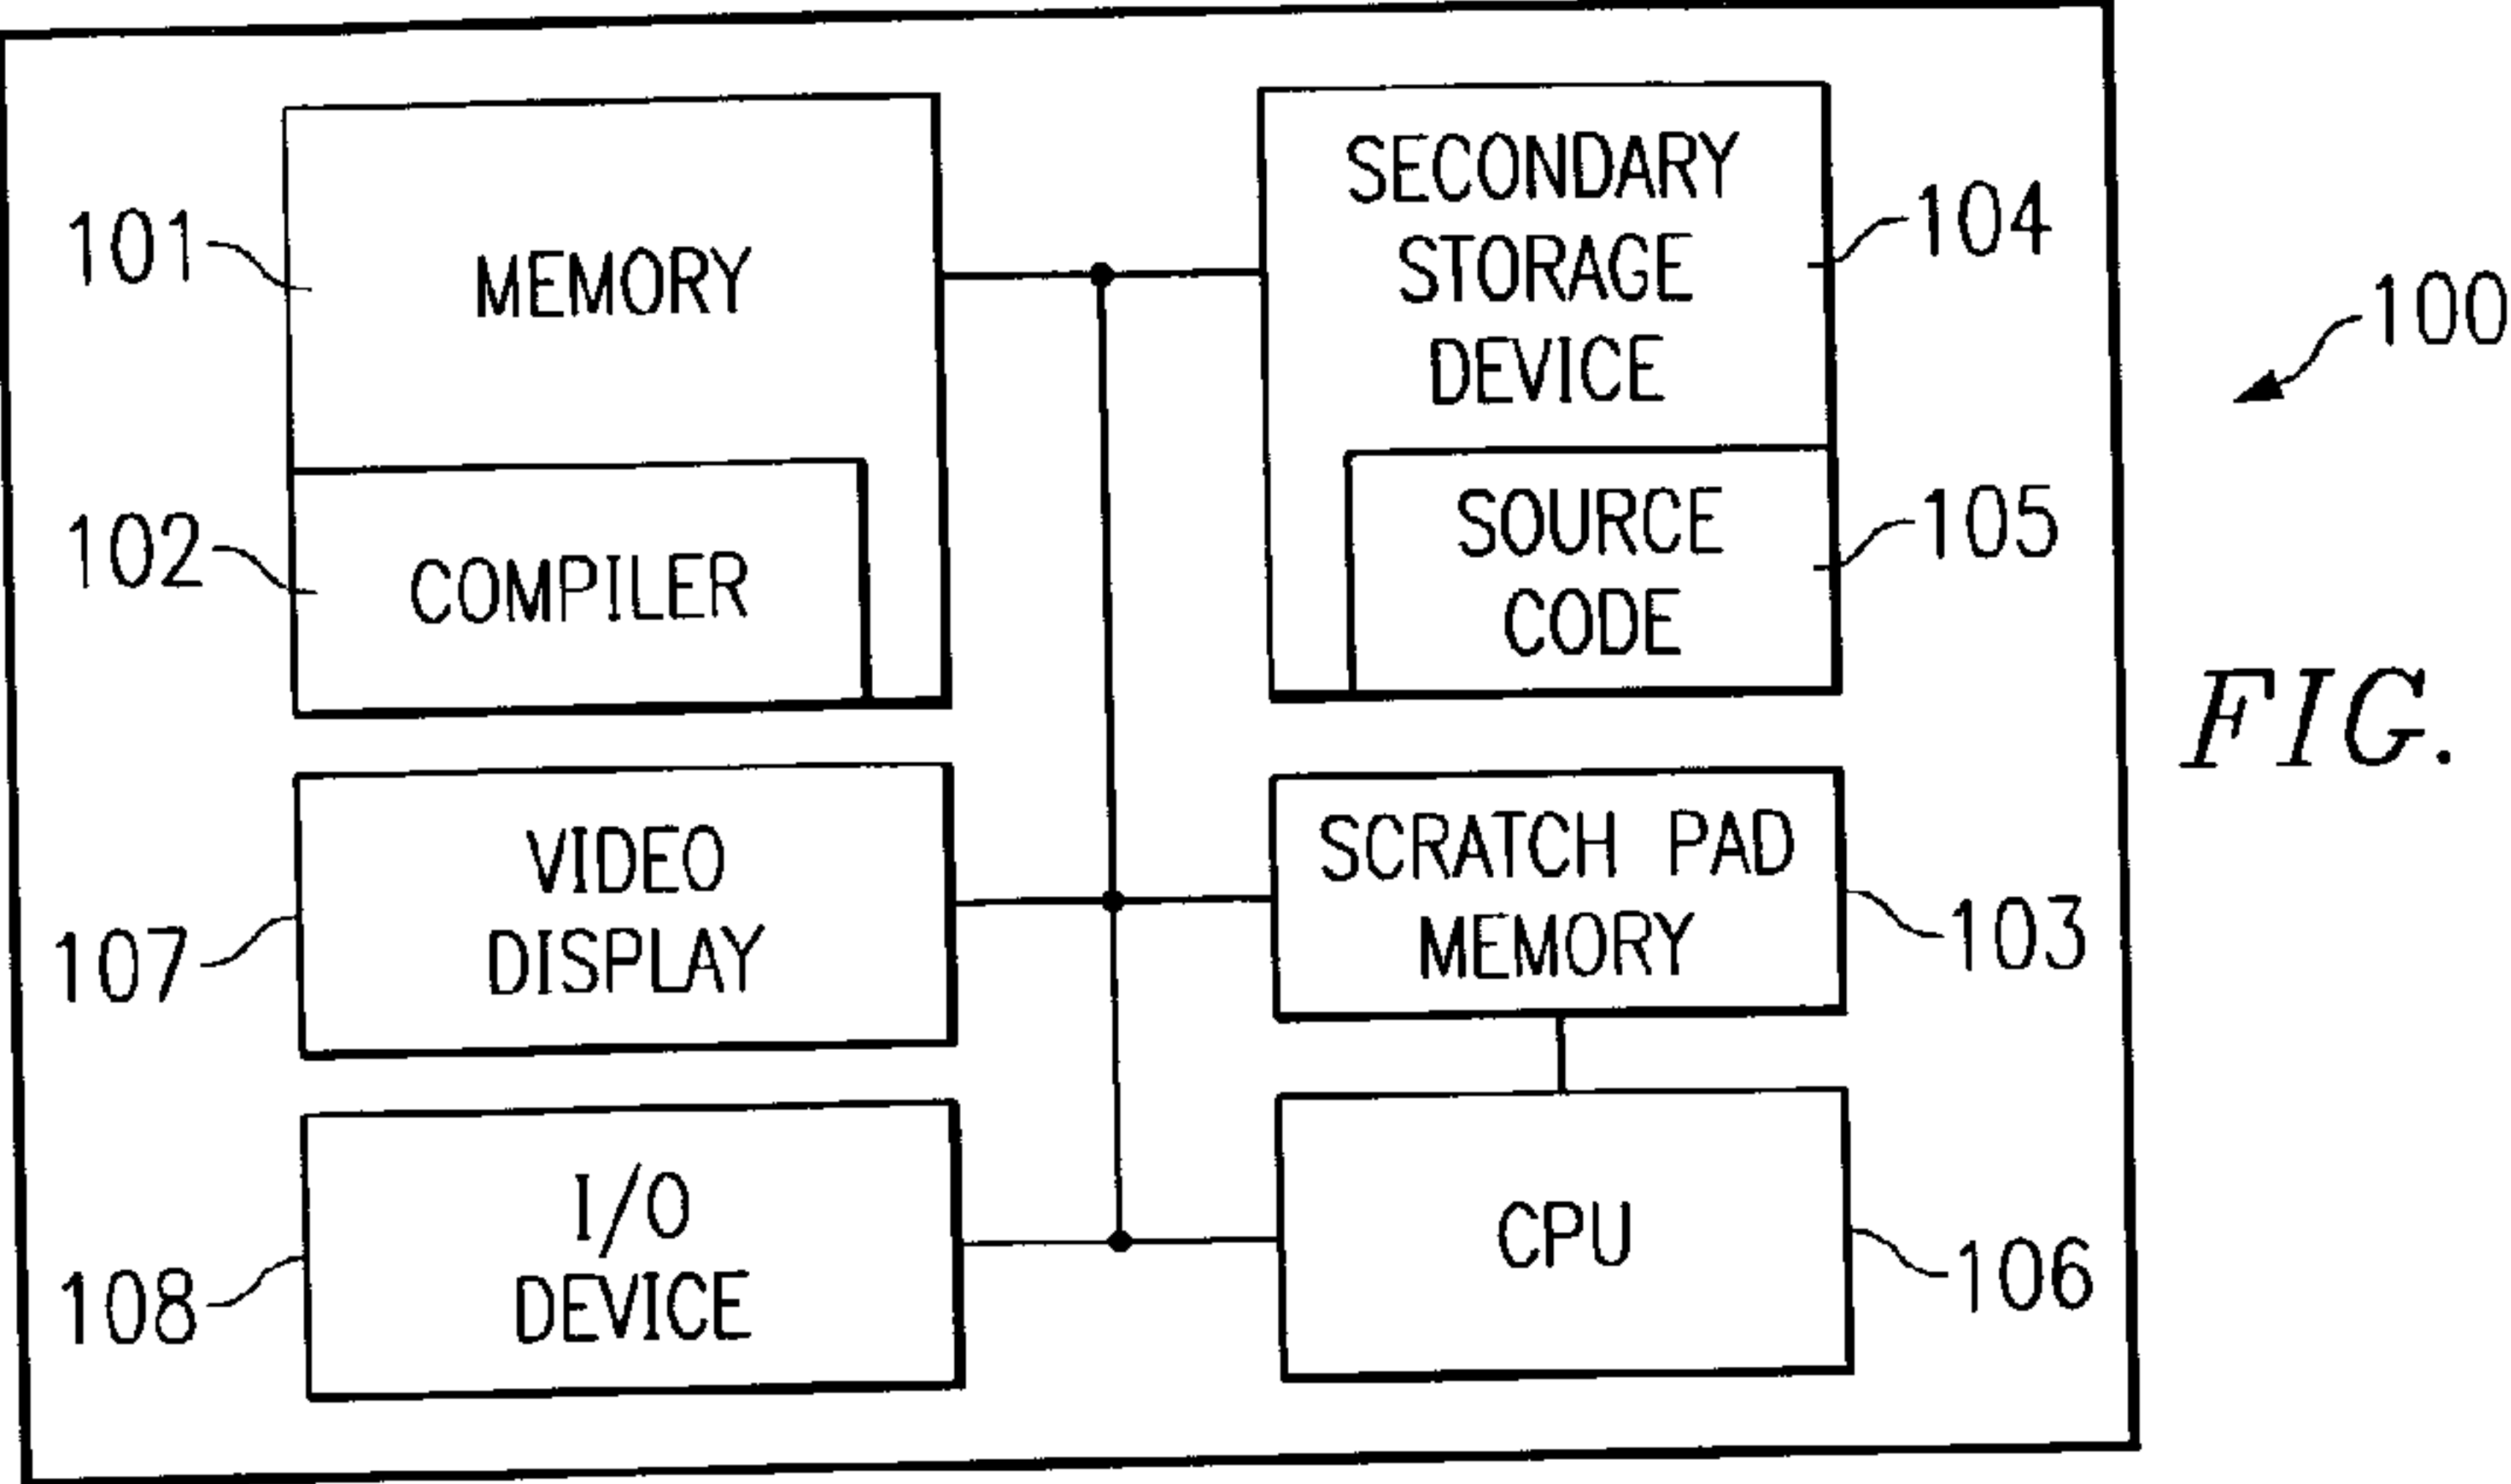 MEMORY
101
COMPILER
102
SECONDARY
STORAGE
DEVICE
104
SOURCE
CODE
105
100
FIG.
VIDEO
DISPLAY
107
SCRATCH PAD
MEMORY
103
I/O
DEVICE
108
CPU
106